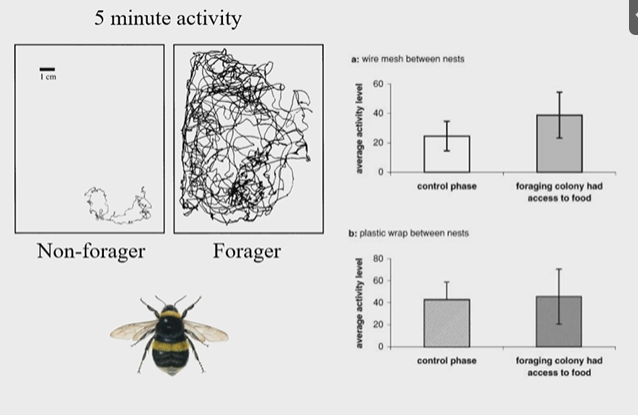 5 minute activity
1 cm
Non-forager
Forager
a: wire mesh between nests
average activity level
60
40
20
0
control phase
foraging colony had
access to food
b: plastic wrap between nests
average activity level
80
60
40
20
0
control phase
foraging colony had
access to food